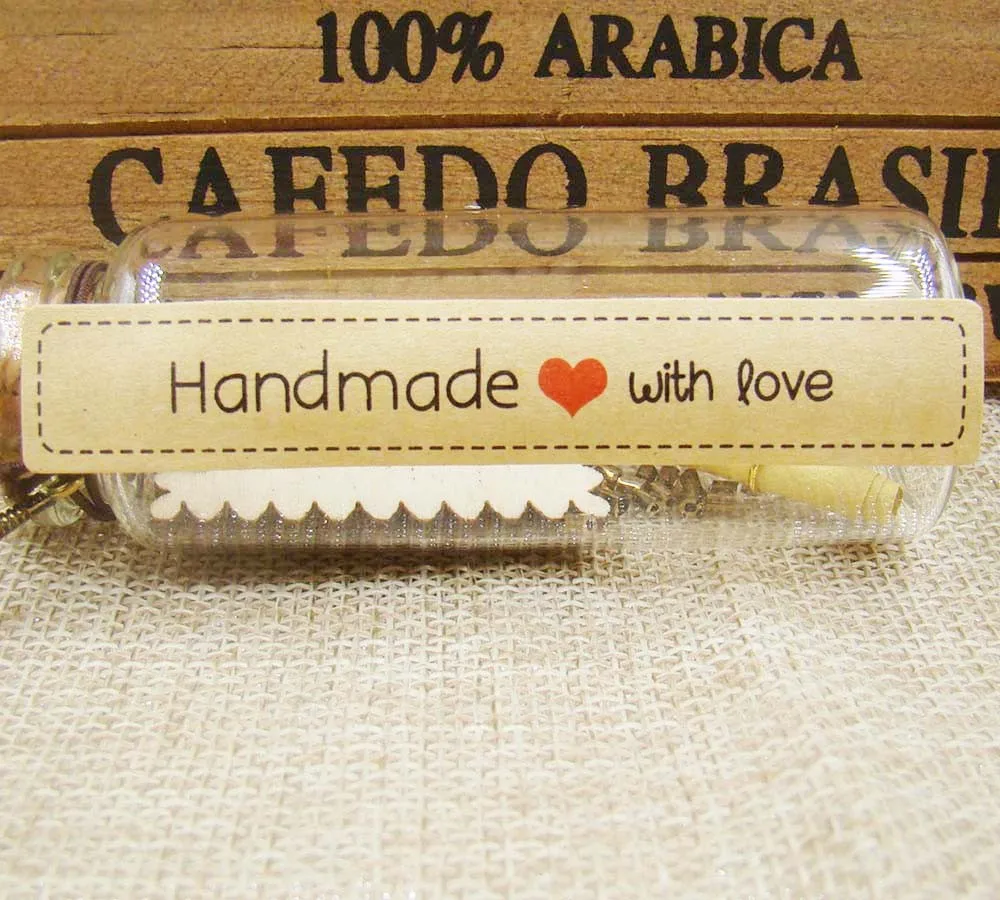 100% ARABICA
CAFEDO BRASI
Handmade ❤ with love